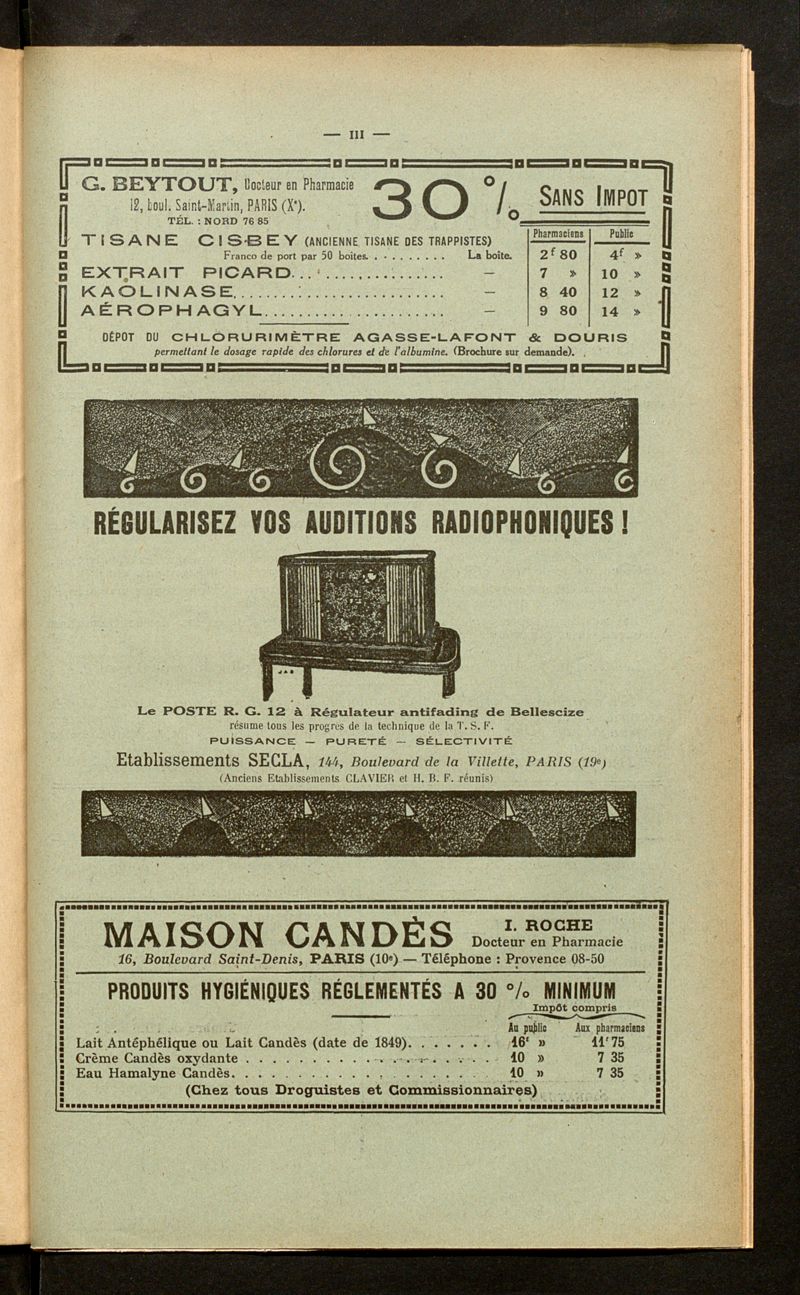 — III —
G. BEYTOUT, Docteur en Pharmacie
12, boul. Saint-Martin, PARIS (Xe).
TÉL. : NORD 76 85
30 % SANS IMPOT
Pharmaciens Public
TISANE CISBEY (ANCIENNE TISANE DES TRAPPISTES)
Franco de port par 50 boites. . . . . . . . . . La boite. 2f 80 4f »
EXTRAIT PICARD. . . . . . . . . . . . . . — 7 » 10 »
KAOLINASE. . . . . . . . . . . . . . . . . . . . — 8 40 12 »
AÉROPHAGYL. . . . . . . . . . . . . . . . . . — 9 80 14 »
DÉPOT DU CHLORURIMÈTRE AGASSE-LAFONT & DOURIS
permettant le dosage rapide des chlorures et de l'albumine. (Brochure sur demande).
RÉGULARISEZ VOS AUDITIONS RADIOPHONIQUES !
Le POSTE R. G. 12 à Régulateur antifading de Bellescize
résume tous les progres de la technique de la T. S. F.
PUISSANCE — PURETÉ — SÉLECTIVITÉ
Etablissements SECLA, 144, Boulevard de la Villette, PARIS (19e)
(Anciens Etablissements CLAVIER et H. B. F. réunis)
MAISON CANDÈS
I. ROCHE
Docteur en Pharmacie
16, Boulevard Saint-Denis, PARIS (10e) — Téléphone : Provence 08-50
PRODUITS HYGIÉNIQUES RÉGLEMENTÉS A 30 % MINIMUM
Impôt compris
Au public Aux pharmaciens
Lait Antéphélique ou Lait Candès (date de 1849). . . . . . . 16f » 11f75
Crème Candès oxydante . . . . . . . . . . . . . . . . . . 10 » 7 35
Eau Hamalyne Candès. . . . . . . . . . . . . . . . . . . 10 » 7 35
(Chez tous Droguistes et Commissionnaires)